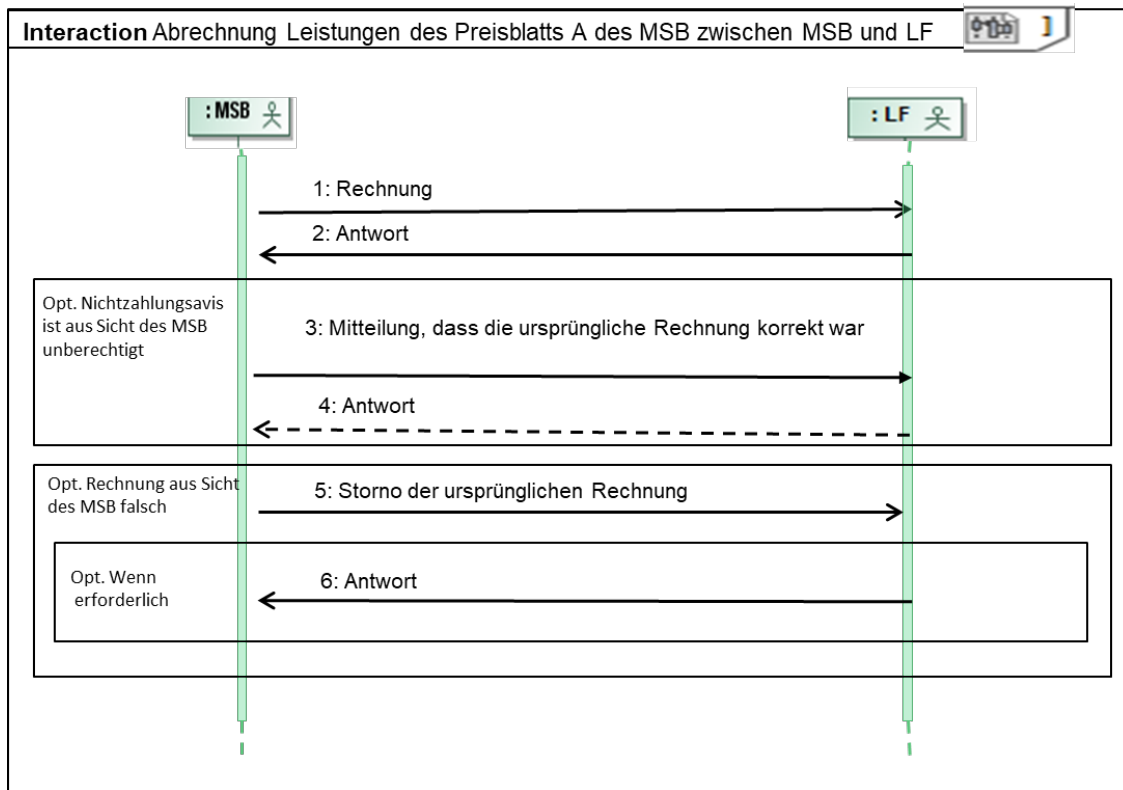 Interaction Abrechnung Leistungen des Preisblatts A des MSB zwischen MSB und LF
: MSB
: LF
1: Rechnung
2: Antwort
Opt. Nichtzahlungsavis
ist aus Sicht des MSB
unberechtigt
3: Mitteilung, dass die ursprüngliche Rechnung korrekt war
4: Antwort
Opt. Rechnung aus Sicht
des MSB falsch
5: Storno der ursprünglichen Rechnung
Opt. Wenn
erforderlich
6: Antwort